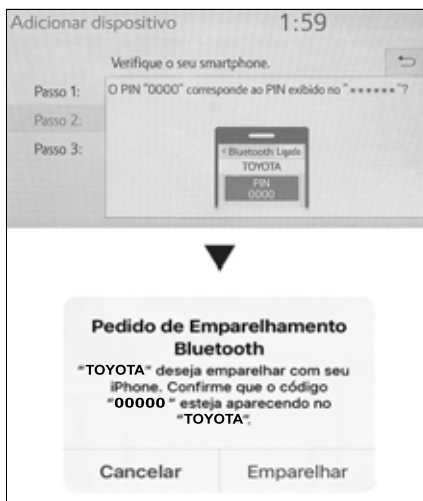 Adicionar dispositivo 1:59
Verifique o seu smartphone.
Passo 1:
O PIN "0000" corresponde ao PIN exibido no "••••••"?
Passo 2:
Passo 3:
< Bluetooth Ligado
TOYOTA
PIN
0000
Pedido de Emparelhamento
Bluetooth
"TOYOTA" deseja emparelhar com seu
iPhone. Confirme que o código
"00000" esteja aparecendo no
"TOYOTA".
Cancelar Emparelhar